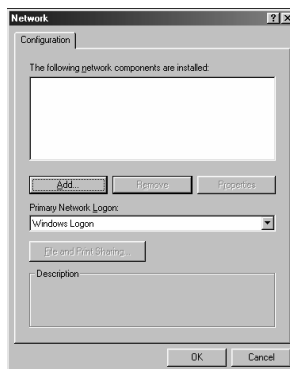 Network
Configuration
The following network components are installed:
Add...
Remove
Properties
Primary Network Logon:
Windows Logon
File and Print Sharing...
Description
OK
Cancel